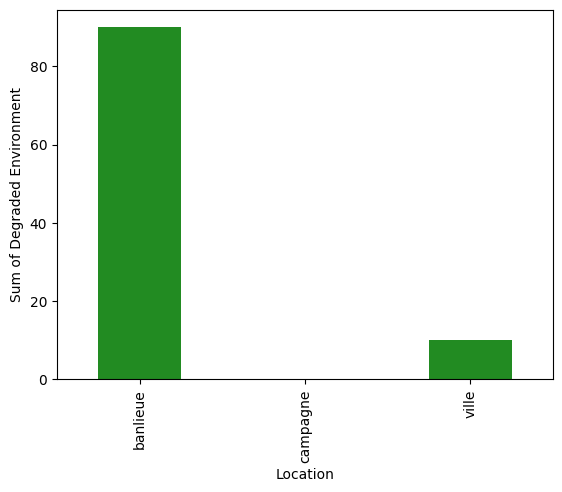 Sum of Degraded Environment
80
60
40
20
0
banlieue
campagne
ville
Location